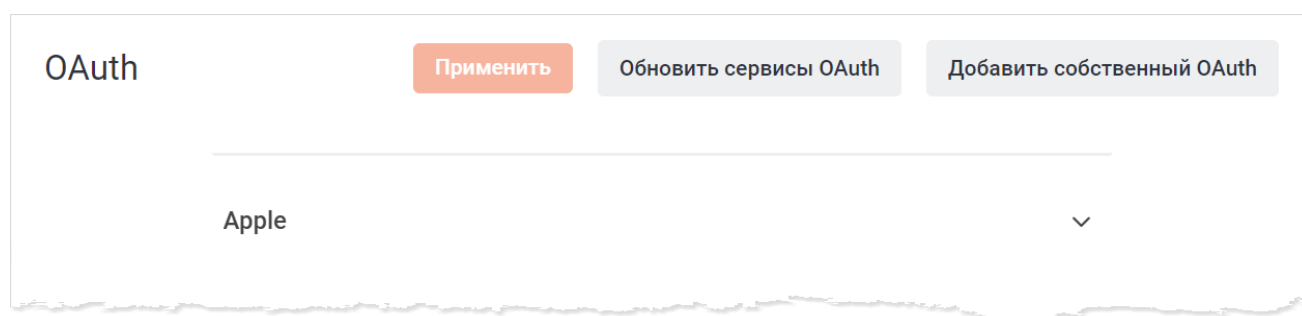 OAuth Применить Обновить сервисы OAuth Добавить собственный OAuth
Apple